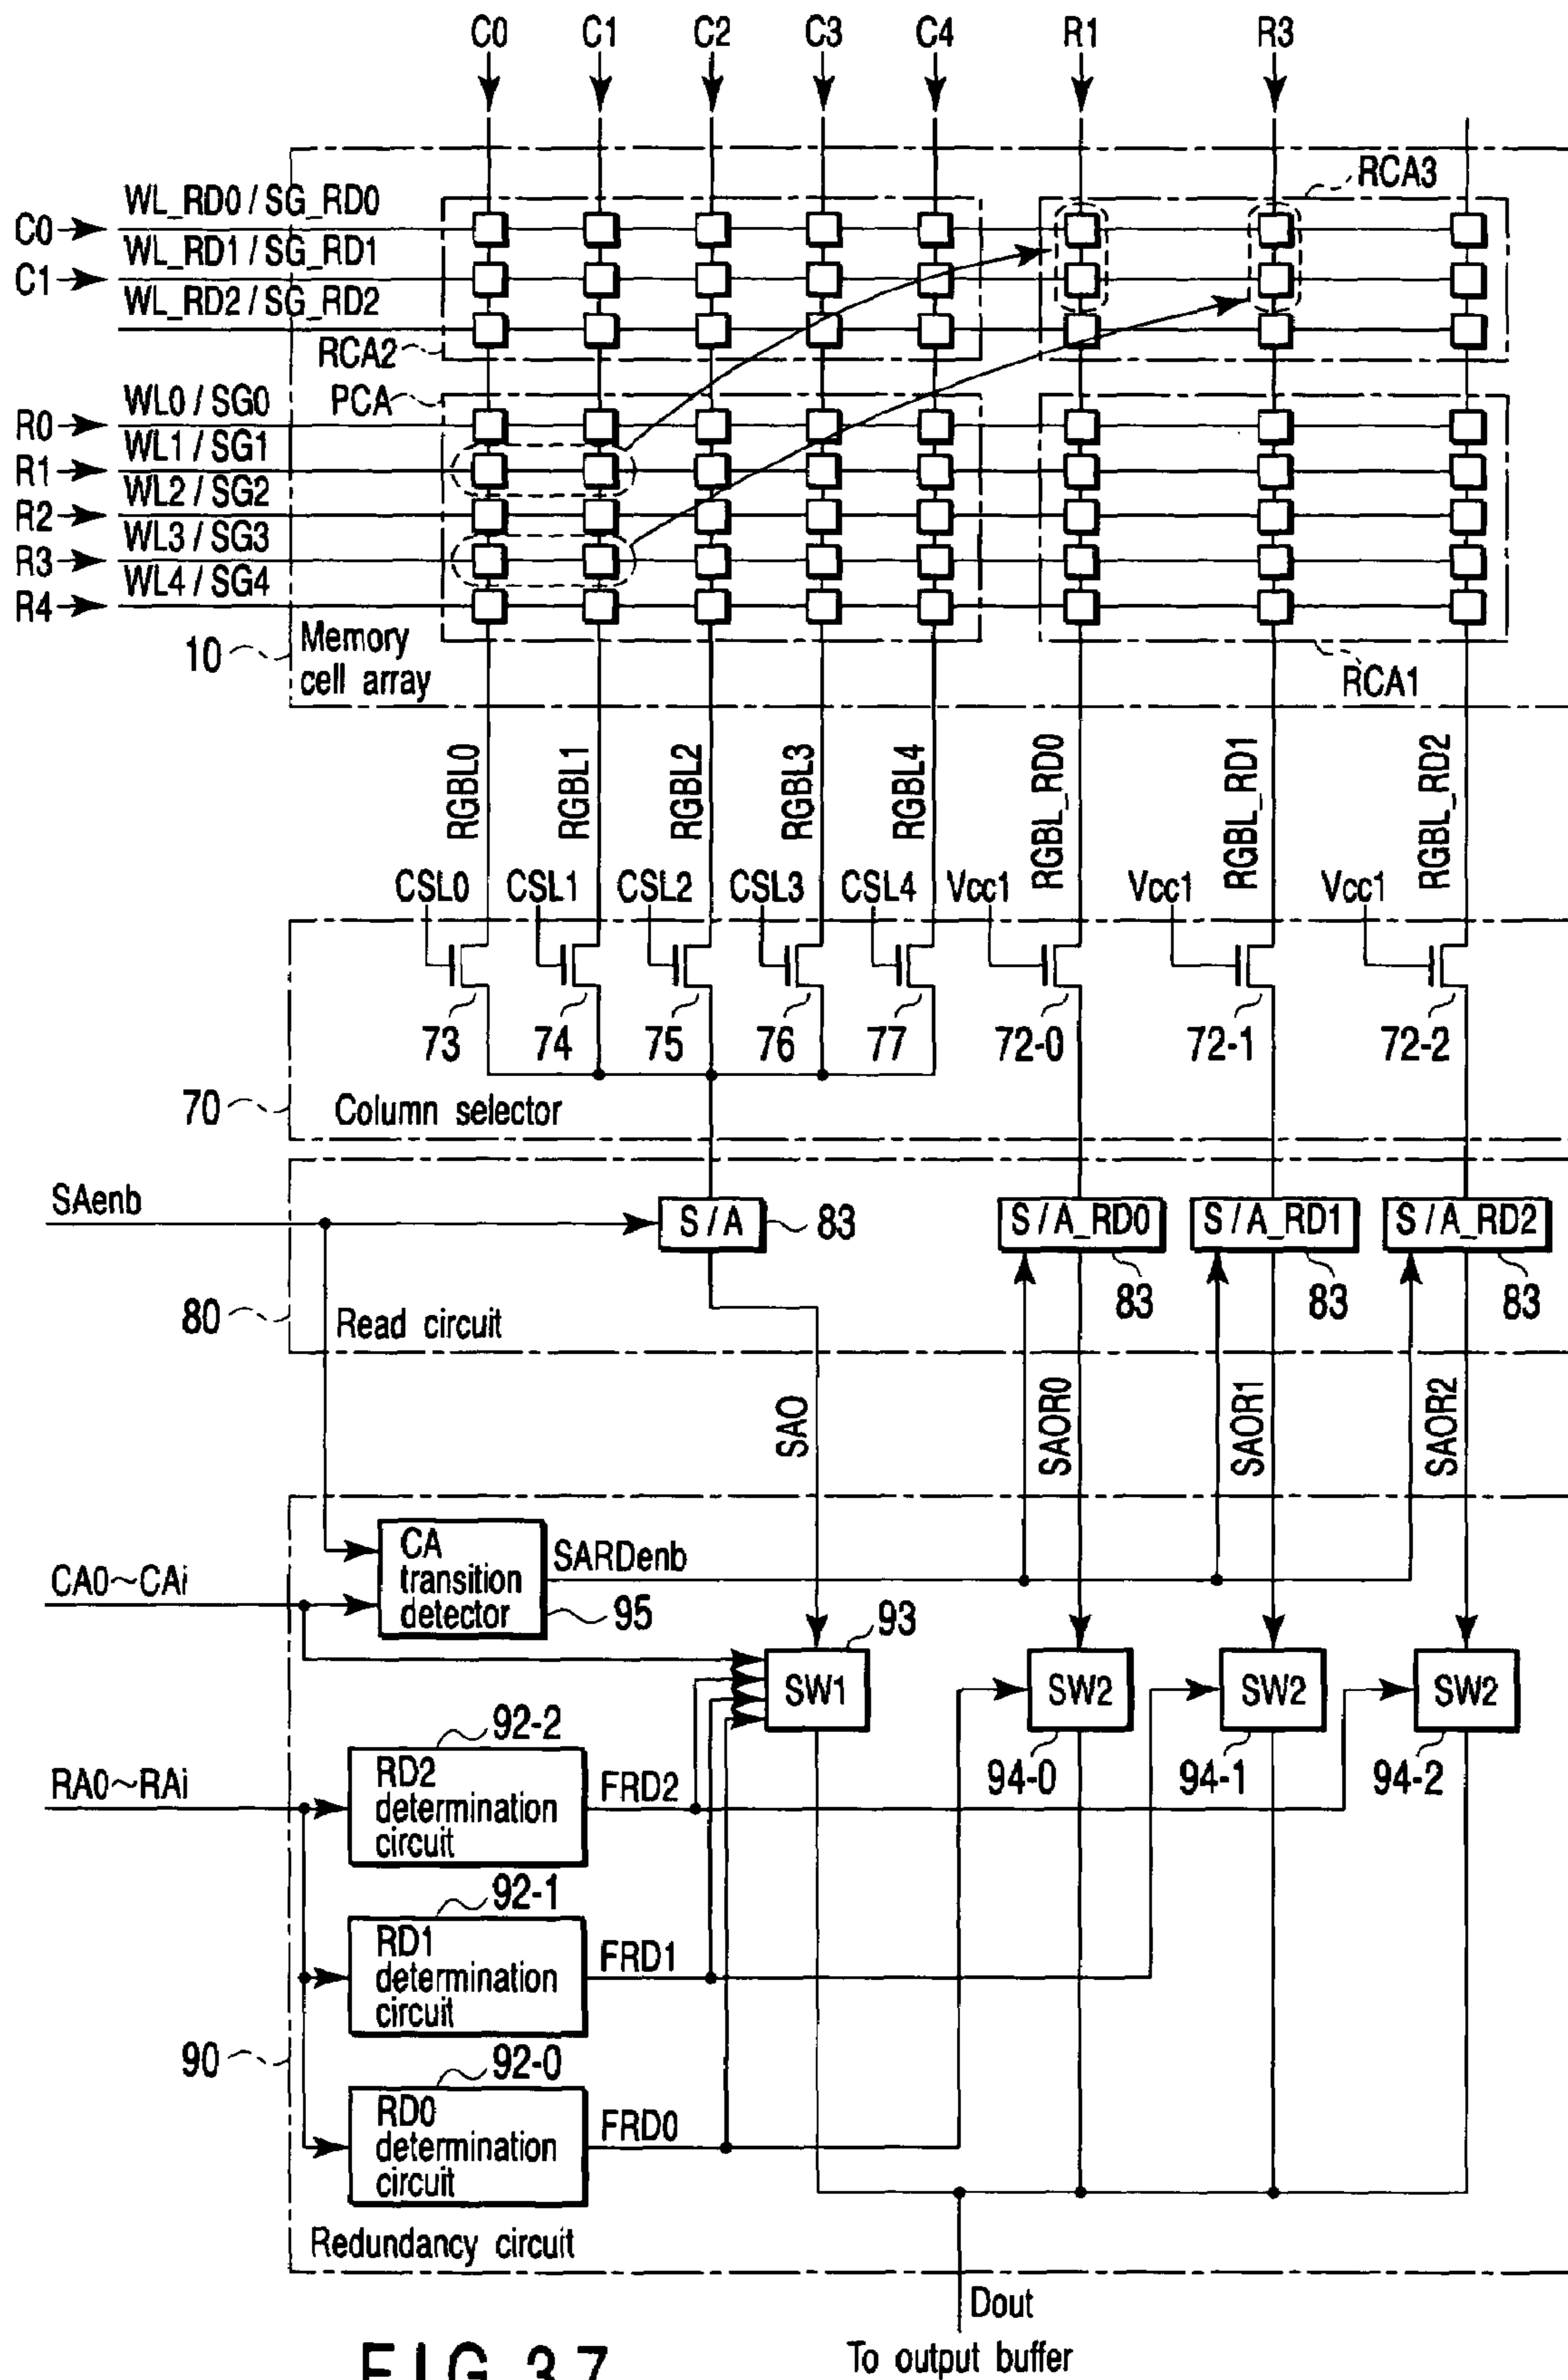 C0 C1 C2 C3 C4 R1 R3
RCA3
WL_RD0 / SG_RD0
C0
WL_RD1 / SG_RD1
C1
WL_RD2 / SG_RD2
RCA2
PCA
WL0 / SG0
R0
WL1 / SG1
R1
WL2 / SG2
R2
WL3 / SG3
R3
WL4 / SG4
R4
10
Memory
cell array
RCA1
RGBL0
RGBL1
RGBL2
RGBL3
RGBL4
RGBL_RD0
RGBL_RD1
RGBL_RD2
CSL0 CSL1 CSL2 CSL3 CSL4 Vcc1 Vcc1 Vcc1
73 74 75 76 77 72-0 72-1 72-2
70
Column selector
SAenb
S / A
83
S / A_RD0
S / A_RD1
S / A_RD2
83 83 83
80
Read circuit
SAO
SAOR0
SAOR1
SAOR2
CA
transition
detector
SARDenb
95
CA0~CAi
93
SW1
SW2
SW2
SW2
94-0 94-1 94-2
92-2
RA0~RAi
RD2
determination
circuit
FRD2
92-1
RD1
determination
circuit
FRD1
90
92-0
RD0
determination
circuit
FRD0
Redundancy circuit
Dout
To output buffer
FIG. 37